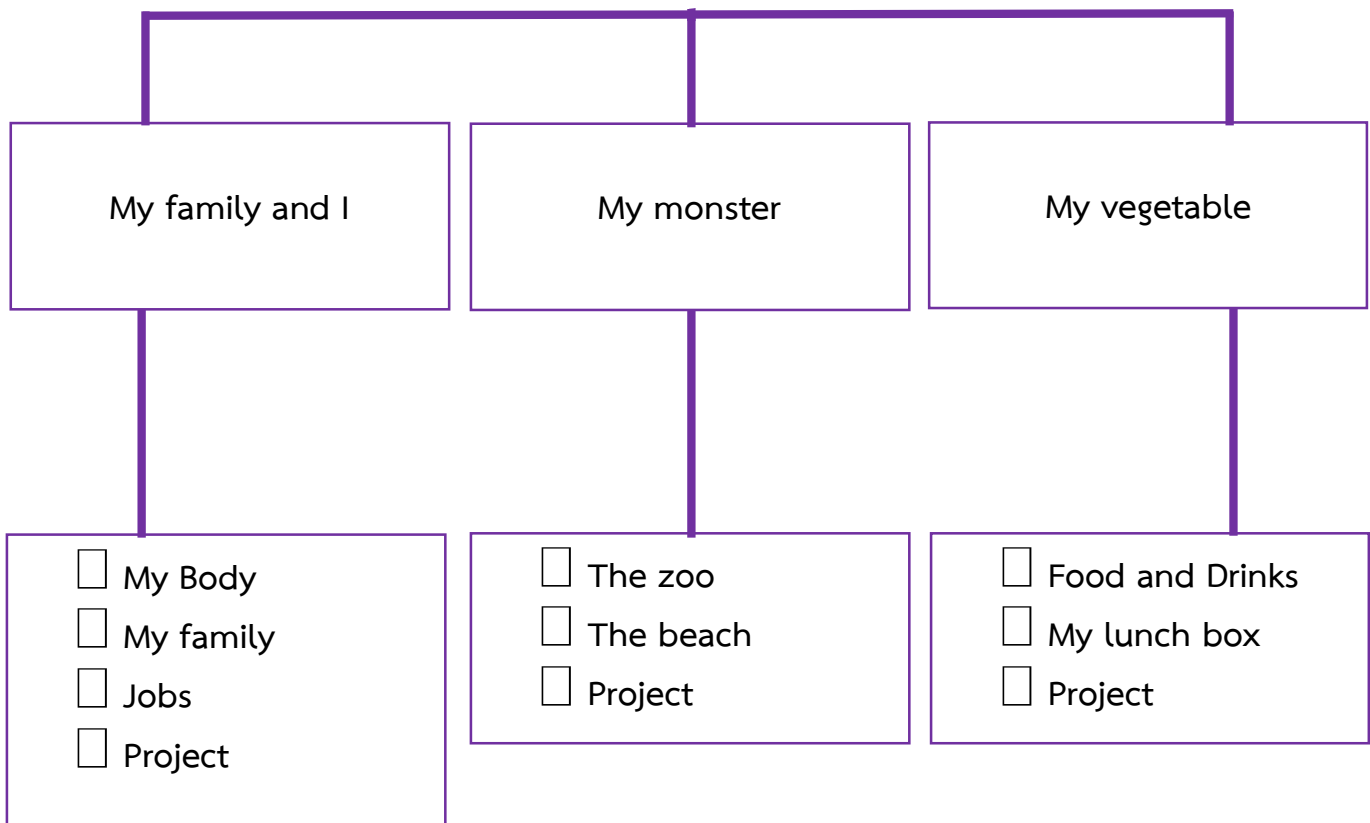 My family and I
My monster
My vegetable
My Body
My family
Jobs
Project
The zoo
The beach
Project
Food and Drinks
My lunch box
Project